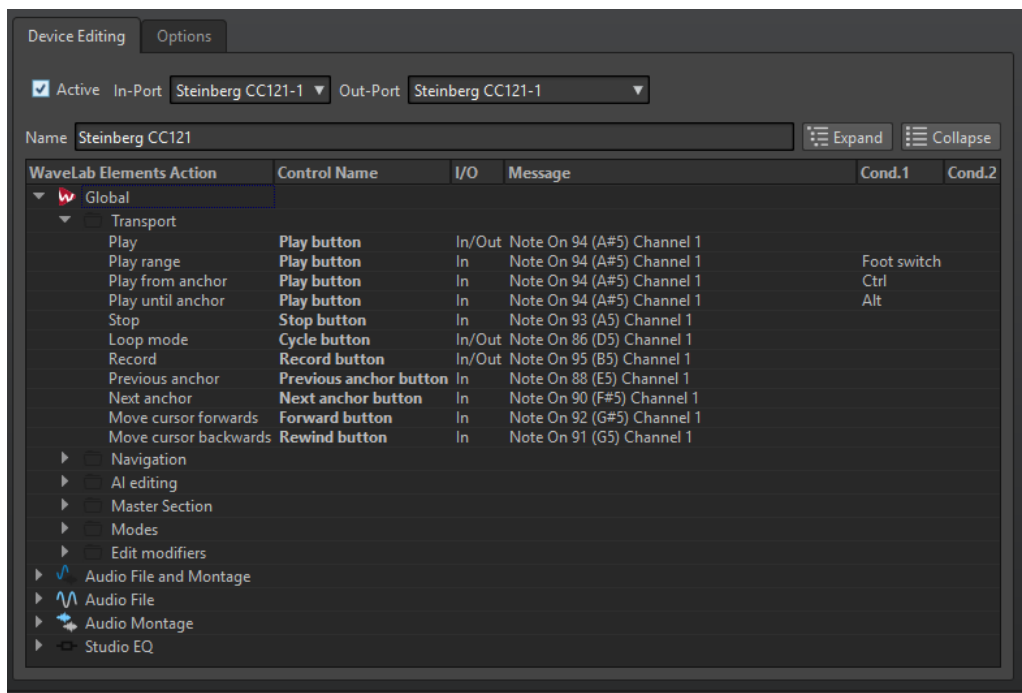 Device Editing Options
Active In-Port Steinberg CC121-1 Out-Port Steinberg CC121-1
Name Steinberg CC121 Expand Collapse
WaveLab Elements Action Control Name I/O Message Cond.1 Cond.2
Global
Transport
Play Play button In/Out Note On 94 (A#5) Channel 1
Play range Play button In Note On 94 (A#5) Channel 1 Foot switch
Play from anchor Play button In Note On 94 (A#5) Channel 1 Ctrl
Play until anchor Play button In Note On 94 (A#5) Channel 1 Alt
Stop Stop button In Note On 93 (A5) Channel 1
Loop mode Cycle button In/Out Note On 86 (D5) Channel 1
Record Record button In/Out Note On 95 (B5) Channel 1
Previous anchor Previous anchor button In Note On 88 (E5) Channel 1
Next anchor Next anchor button In Note On 90 (F#5) Channel 1
Move cursor forwards Forward button In Note On 92 (G#5) Channel 1
Move cursor backwards Rewind button In Note On 91 (G5) Channel 1
Navigation
AI editing
Master Section
Modes
Edit modifiers
Audio File and Montage
Audio File
Audio Montage
Studio EQ